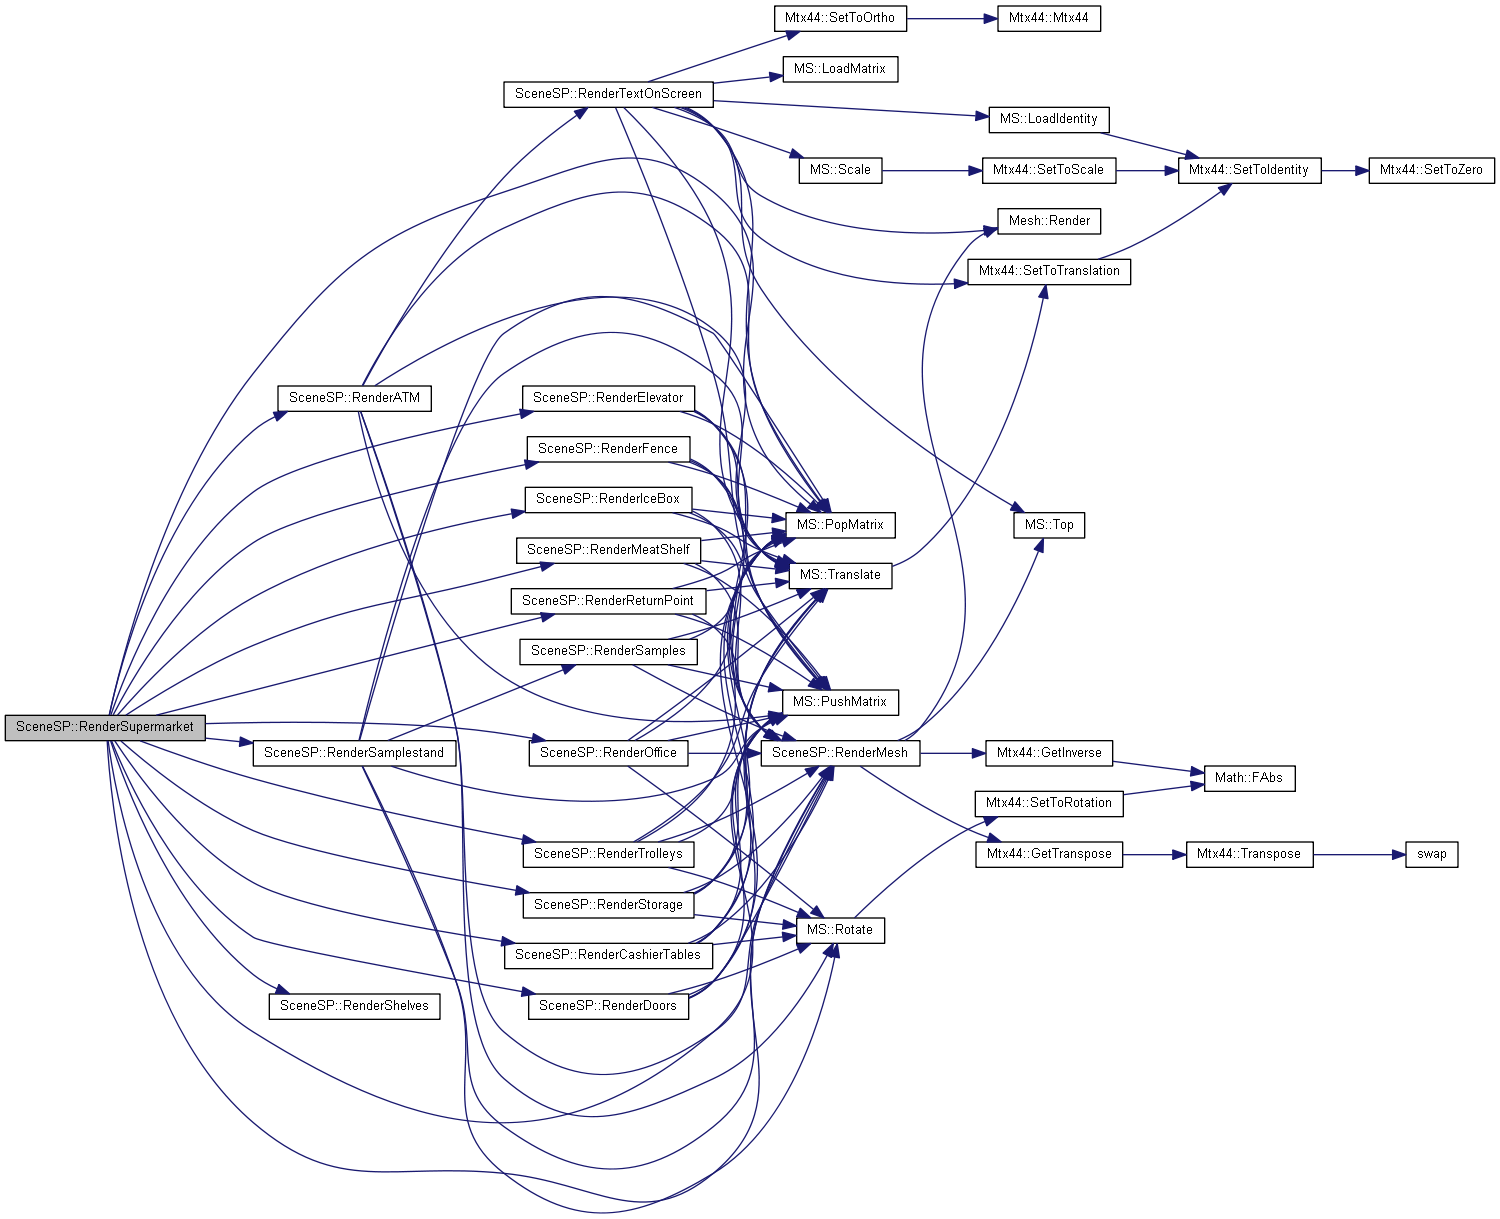 Mtx44::SetToOrtho
Mtx44::Mtx44
MS::LoadMatrix
SceneSP::RenderTextOnScreen
MS::LoadIdentity
MS::Scale
Mtx44::SetToScale
Mtx44::SetToIdentity
Mtx44::SetToZero
Mesh::Render
Mtx44::SetToTranslation
SceneSP::RenderATM
SceneSP::RenderElevator
SceneSP::RenderFence
SceneSP::RenderIceBox
MS::PopMatrix
MS::Top
SceneSP::RenderMeatShelf
MS::Translate
SceneSP::RenderReturnPoint
SceneSP::RenderSamples
MS::PushMatrix
SceneSP::RenderSupermarket
SceneSP::RenderSamplestand
SceneSP::RenderOffice
SceneSP::RenderMesh
Mtx44::GetInverse
Math::FAbs
Mtx44::SetToRotation
SceneSP::RenderTrolleys
Mtx44::GetTranspose
Mtx44::Transpose
swap
SceneSP::RenderStorage
MS::Rotate
SceneSP::RenderCashierTables
SceneSP::RenderShelves
SceneSP::RenderDoors